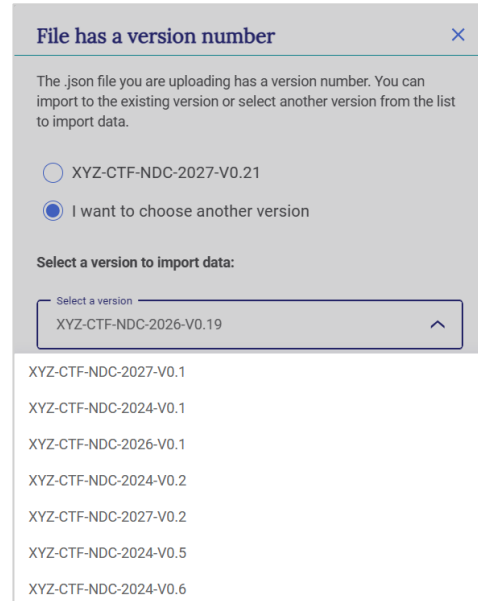 File has a version number
The .json file you are uploading has a version number. You can
import to the existing version or select another version from the list
to import data.
XYZ-CTF-NDC-2027-V0.21
I want to choose another version
Select a version to import data:
Select a version
XYZ-CTF-NDC-2026-V0.19
XYZ-CTF-NDC-2027-V0.1
XYZ-CTF-NDC-2024-V0.1
XYZ-CTF-NDC-2026-V0.1
XYZ-CTF-NDC-2024-V0.2
XYZ-CTF-NDC-2027-V0.2
XYZ-CTF-NDC-2024-V0.5
XYZ-CTF-NDC-2024-V0.6